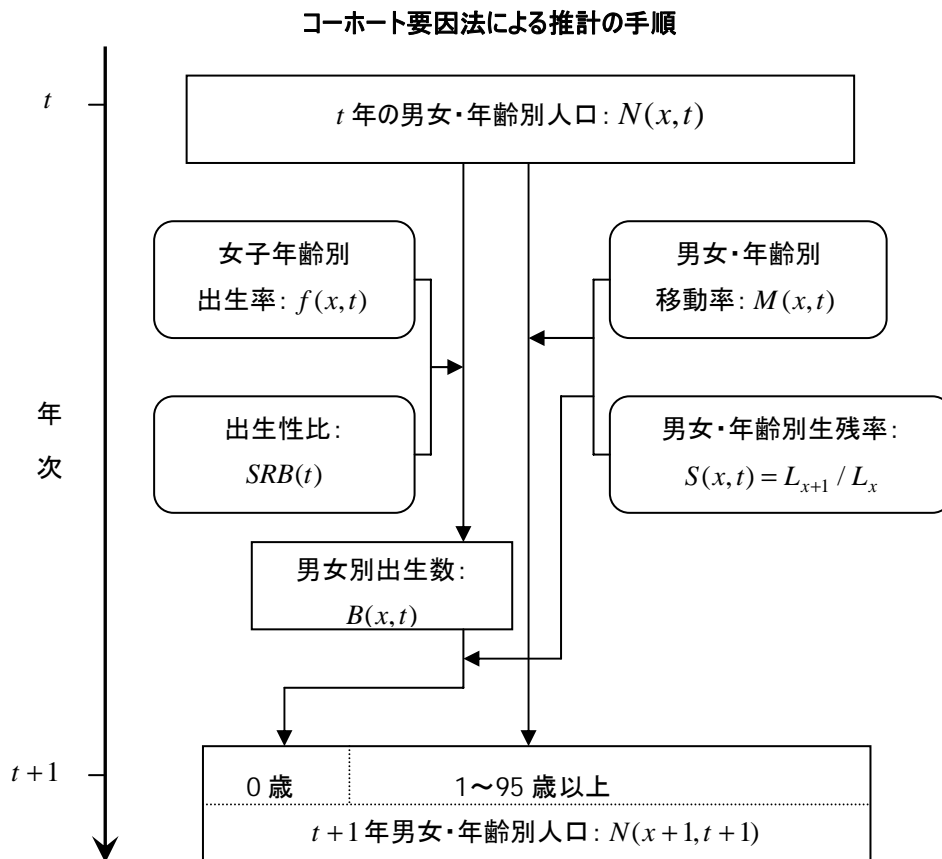 コーホート要因法による推計の手順
t
t 年の男女・年齢別人口: N(x,t)
女子年齢別
出生率: f(x,t)
男女・年齢別
移動率: M(x,t)
年
次
出生性比:
SRB(t)
男女・年齢別生残率:
S(x,t) = L_{x+1} / L_x
男女別出生数:
B(x,t)
t+1
0 歳
1～95 歳以上
t+1 年男女・年齢別人口: N(x+1,t+1)